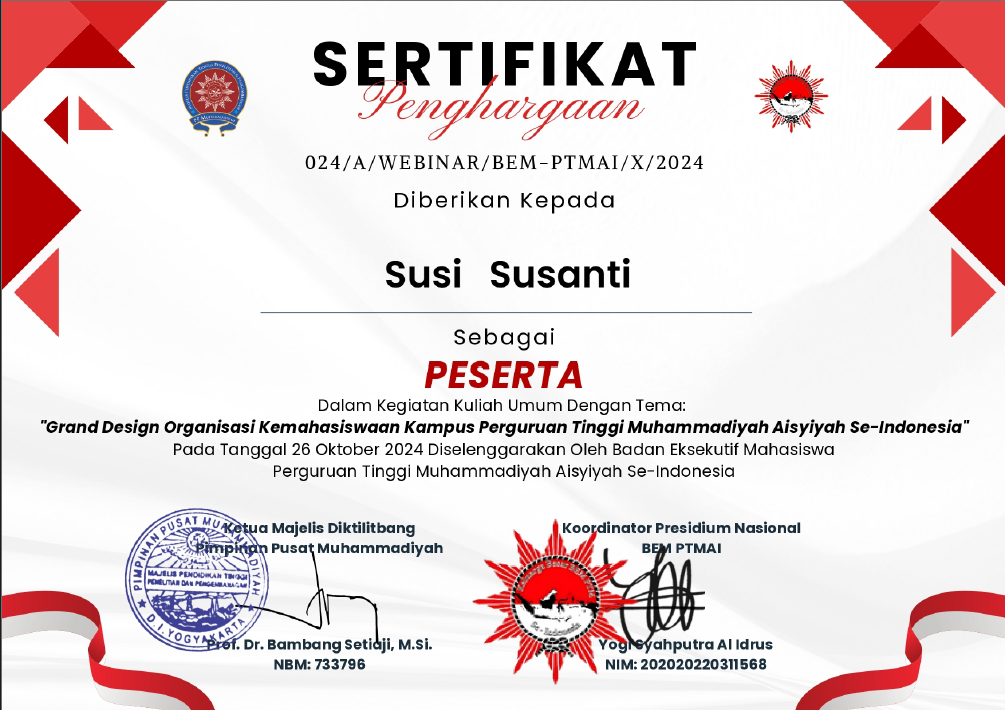 SERTIFIKAT
Penghargaan
024/A/WEBINAR/BEM-PTMAI/X/2024
Diberikan Kepada
Susi Susanti
Sebagai
PESERTA
Dalam Kegiatan Kuliah Umum Dengan Tema:
"Grand Design Organisasi Kemahasiswaan Kampus Perguruan Tinggi Muhammadiyah Aisyiyah Se-Indonesia"
Pada Tanggal 26 Oktober 2024 Diselenggarakan Oleh Badan Eksekutif Mahasiswa
Perguruan Tinggi Muhammadiyah Aisyiyah Se-Indonesia
Ketua Majelis Diktilitbang
Pimpinan Pusat Muhammadiyah
PIMPINAN PUSAT MUHAMMADIYAH
MAJELIS PENDIDIKAN TINGGI
PENELITIAN DAN PENGEMBANGAN
D.I. YOGYAKARTA
Prof. Dr. Bambang Setiaji, M.Si.
NBM: 733796
Koordinator Presidium Nasional
BEM PTMAI
Se-Indonesia
Yogi Syahputra Al Idrus
NIM: 202020220311568